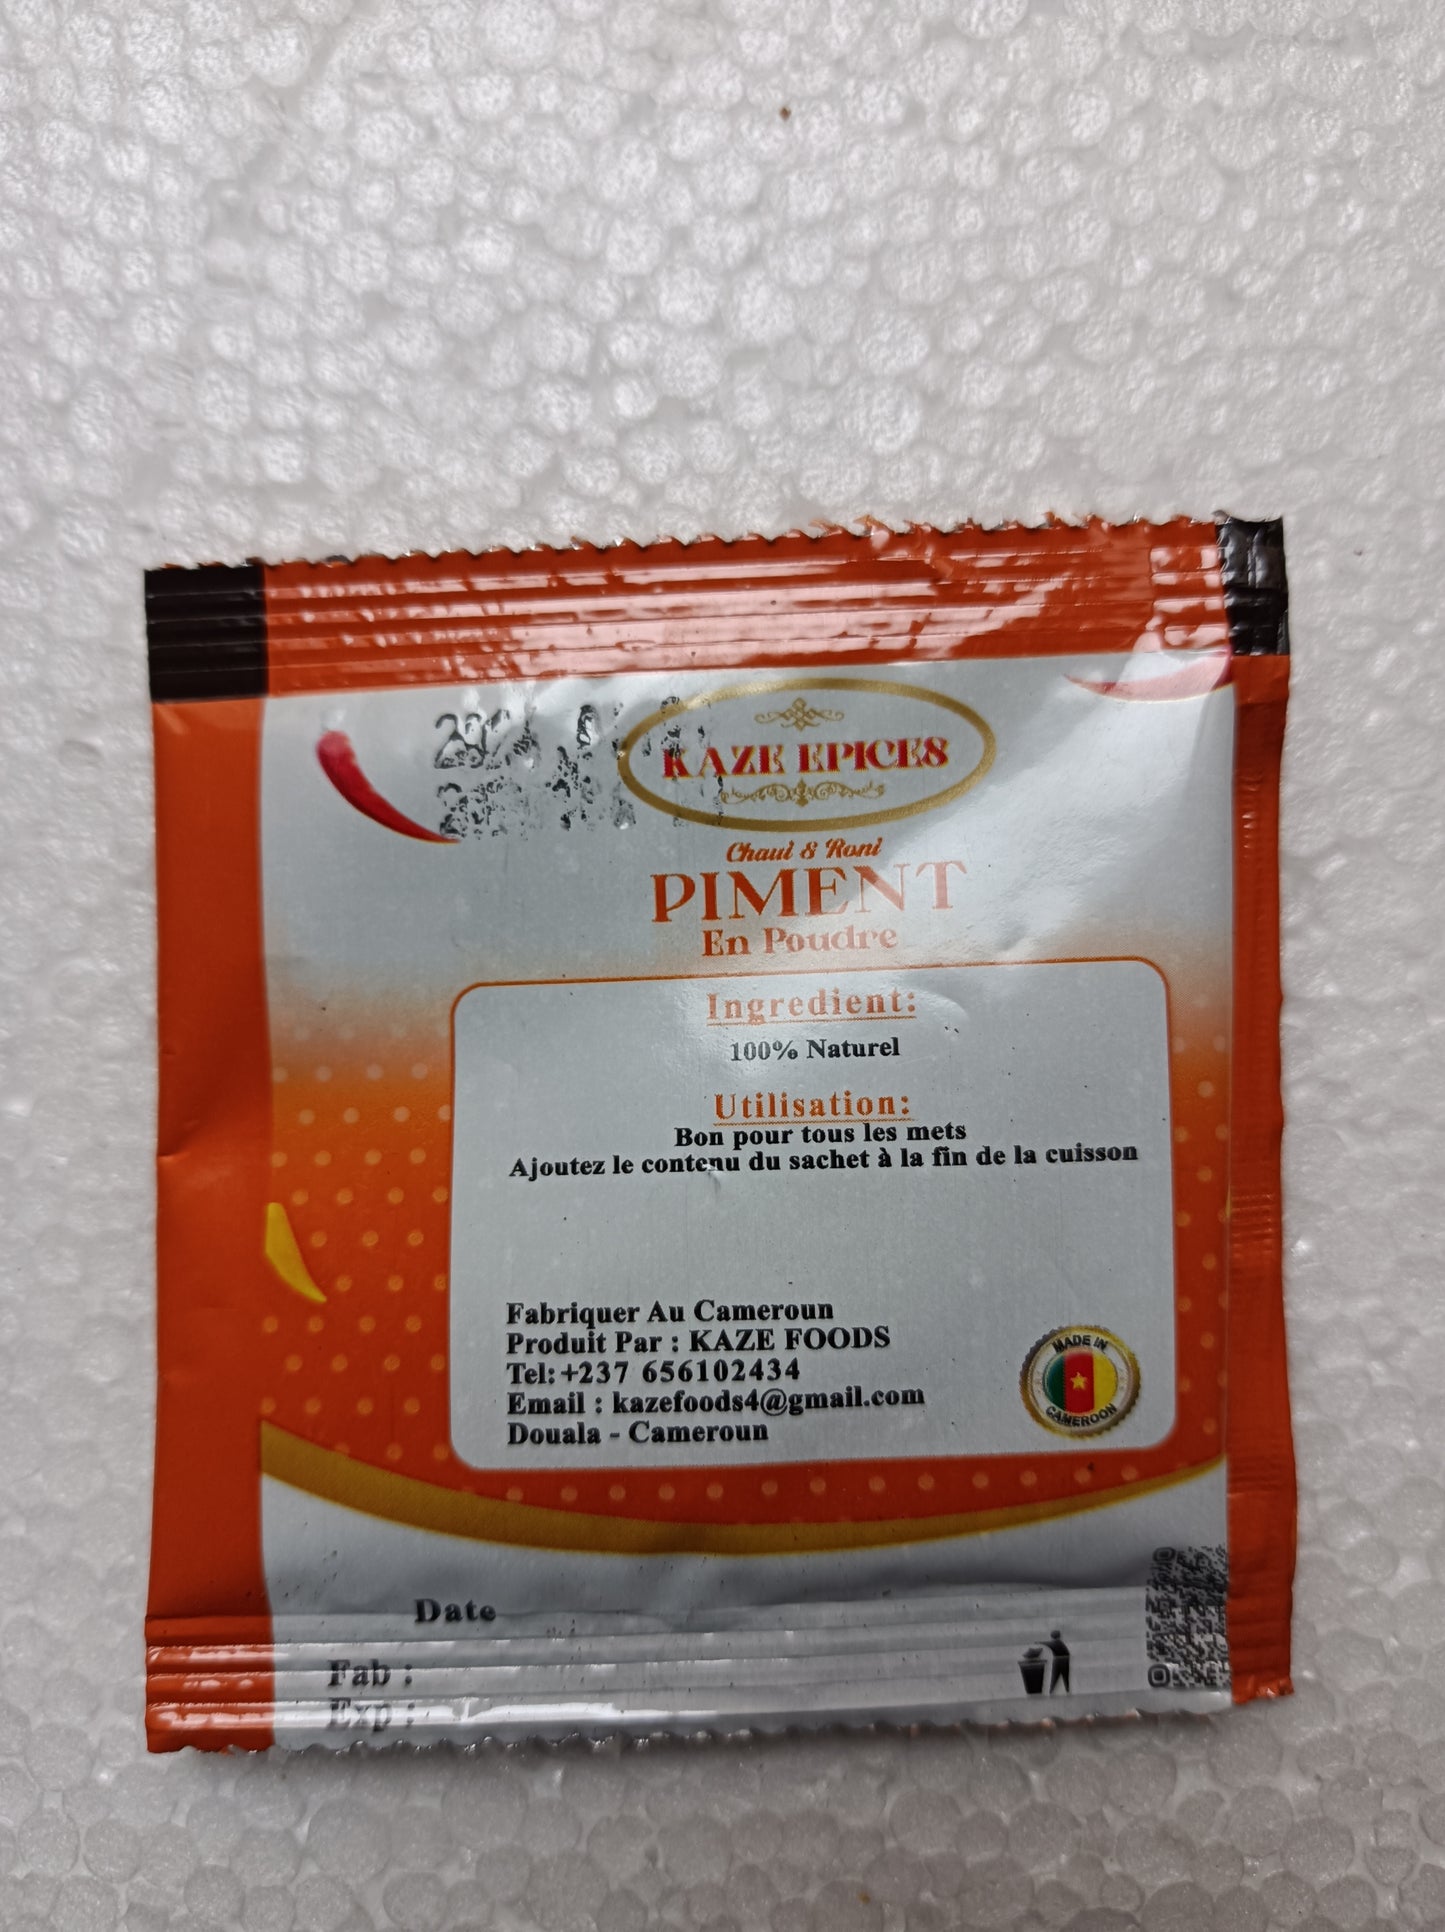 KAZE EPICES
Chaud & Roni
PIMENT
En Poudre
Ingredient:
100% Naturel
Utilisation:
Bon pour tous les mets
Ajoutez le contenu du sachet à la fin de la cuisson
Fabriquer Au Cameroun
Produit Par : KAZE FOODS
Tel: +237 656102434
Email : kazefoods4@gmail.com
Douala - Cameroun
MADE IN
CAMEROON
Date
Fab :
Exp :